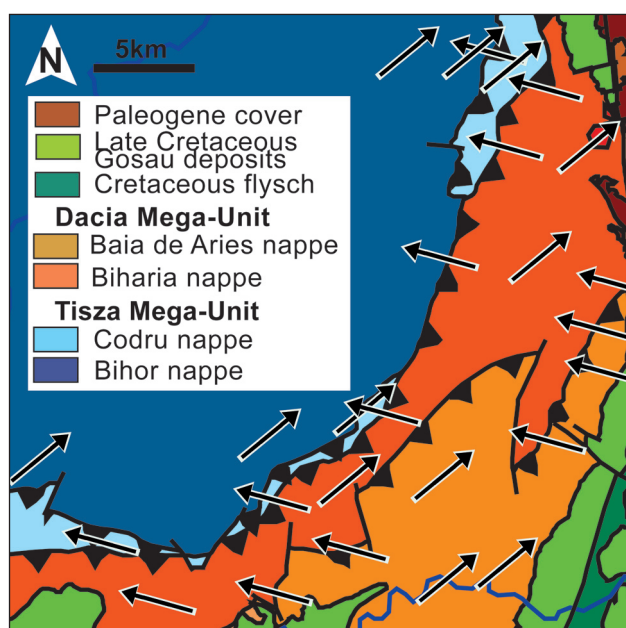 N
5km
Paleogene cover
Late Cretaceous
Gosau deposits
Cretaceous flysch
Dacia Mega-Unit
Baia de Aries nappe
Biharia nappe
Tisza Mega-Unit
Codru nappe
Bihor nappe